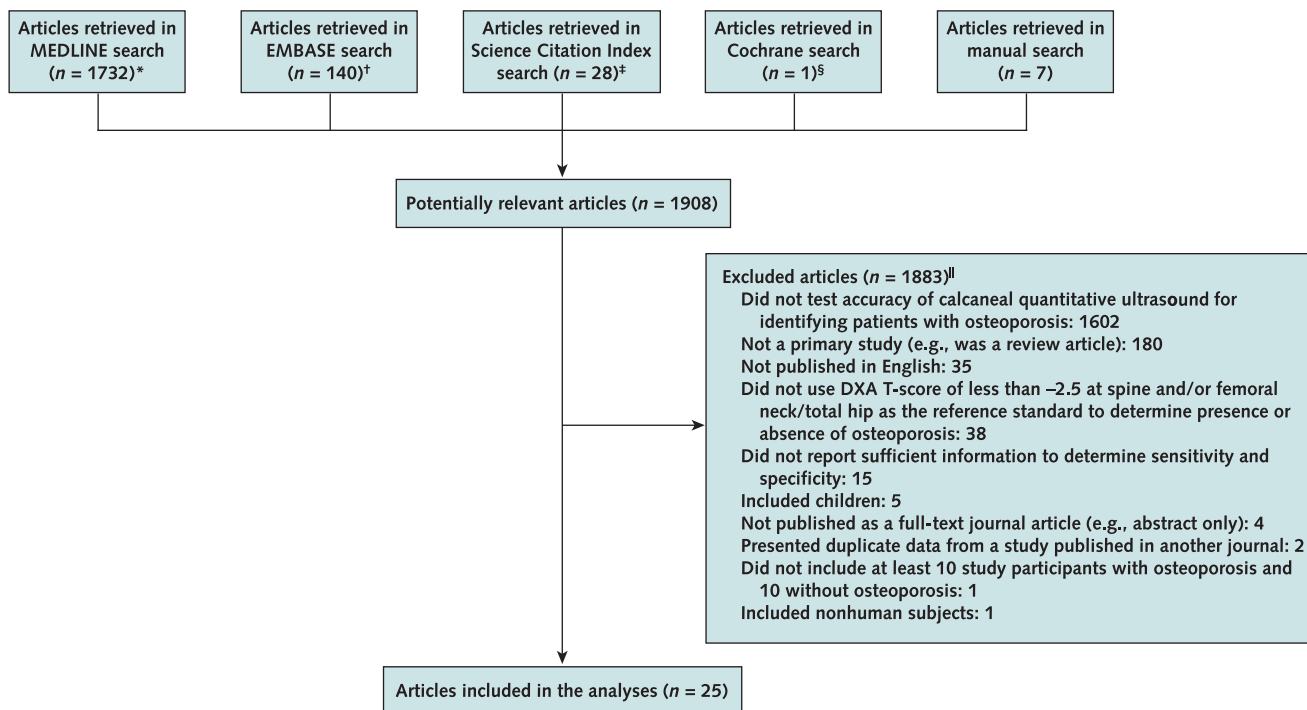 Articles retrieved in
MEDLINE search
(n = 1732)*
Articles retrieved in
EMBASE search
(n = 140)†
Articles retrieved in
Science Citation Index
search (n = 28)‡
Articles retrieved in
Cochrane search
(n = 1)§
Articles retrieved in
manual search
(n = 7)
Potentially relevant articles (n = 1908)
Excluded articles (n = 1883)‖
Did not test accuracy of calcaneal quantitative ultrasound for
identifying patients with osteoporosis: 1602
Not a primary study (e.g., was a review article): 180
Not published in English: 35
Did not use DXA T-score of less than –2.5 at spine and/or femoral
neck/total hip as the reference standard to determine presence or
absence of osteoporosis: 38
Did not report sufficient information to determine sensitivity and
specificity: 15
Included children: 5
Not published as a full-text journal article (e.g., abstract only): 4
Presented duplicate data from a study published in another journal: 2
Did not include at least 10 study participants with osteoporosis and
10 without osteoporosis: 1
Included nonhuman subjects: 1
Articles included in the analyses (n = 25)